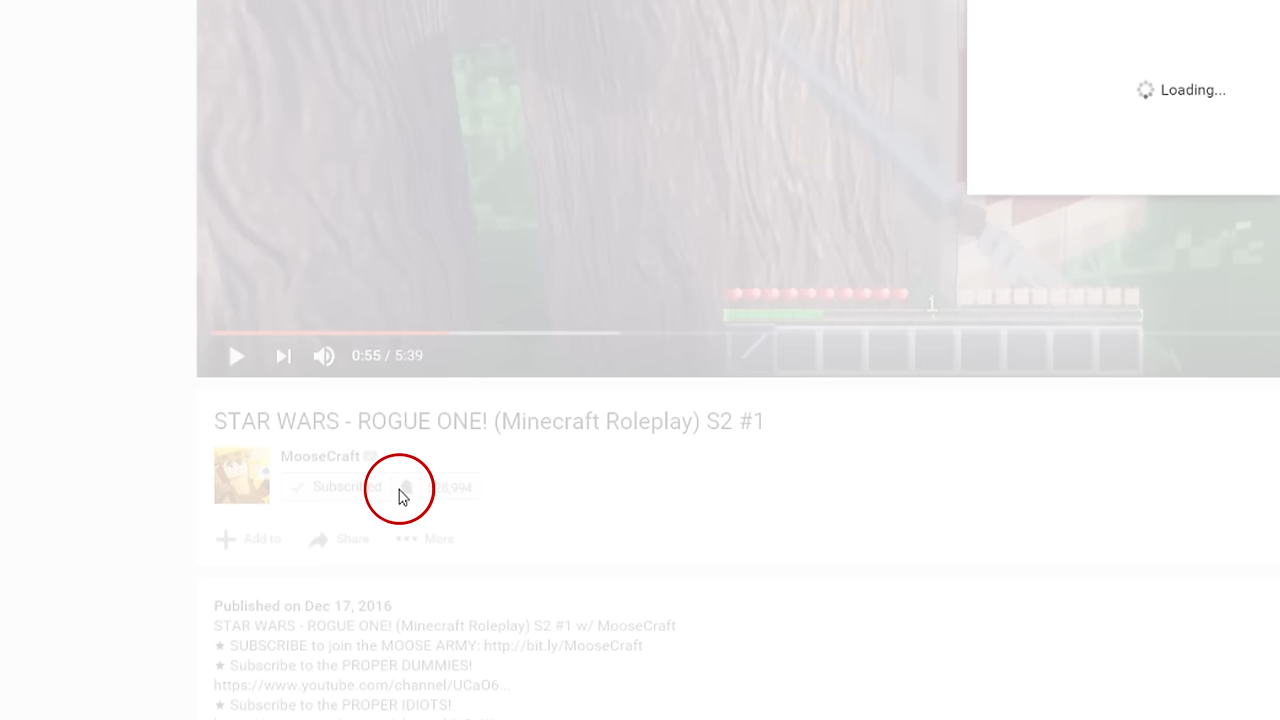 Loading...
1
0:55 / 5:39
STAR WARS - ROGUE ONE! (Minecraft Roleplay) S2 #1
MooseCraft
Subscribed
Add to
Share
More
Published on Dec 17, 2016
STAR WARS - ROGUE ONE! (Minecraft Roleplay) S2 #1 w/ MooseCraft
★ SUBSCRIBE to join the MOOSE ARMY: http://bit.ly/MooseCraft
★ Subscribe to the PROPER DUMMIES!
https://www.youtube.com/channel/UCaO6...
★ Subscribe to the PROPER IDIOTS!